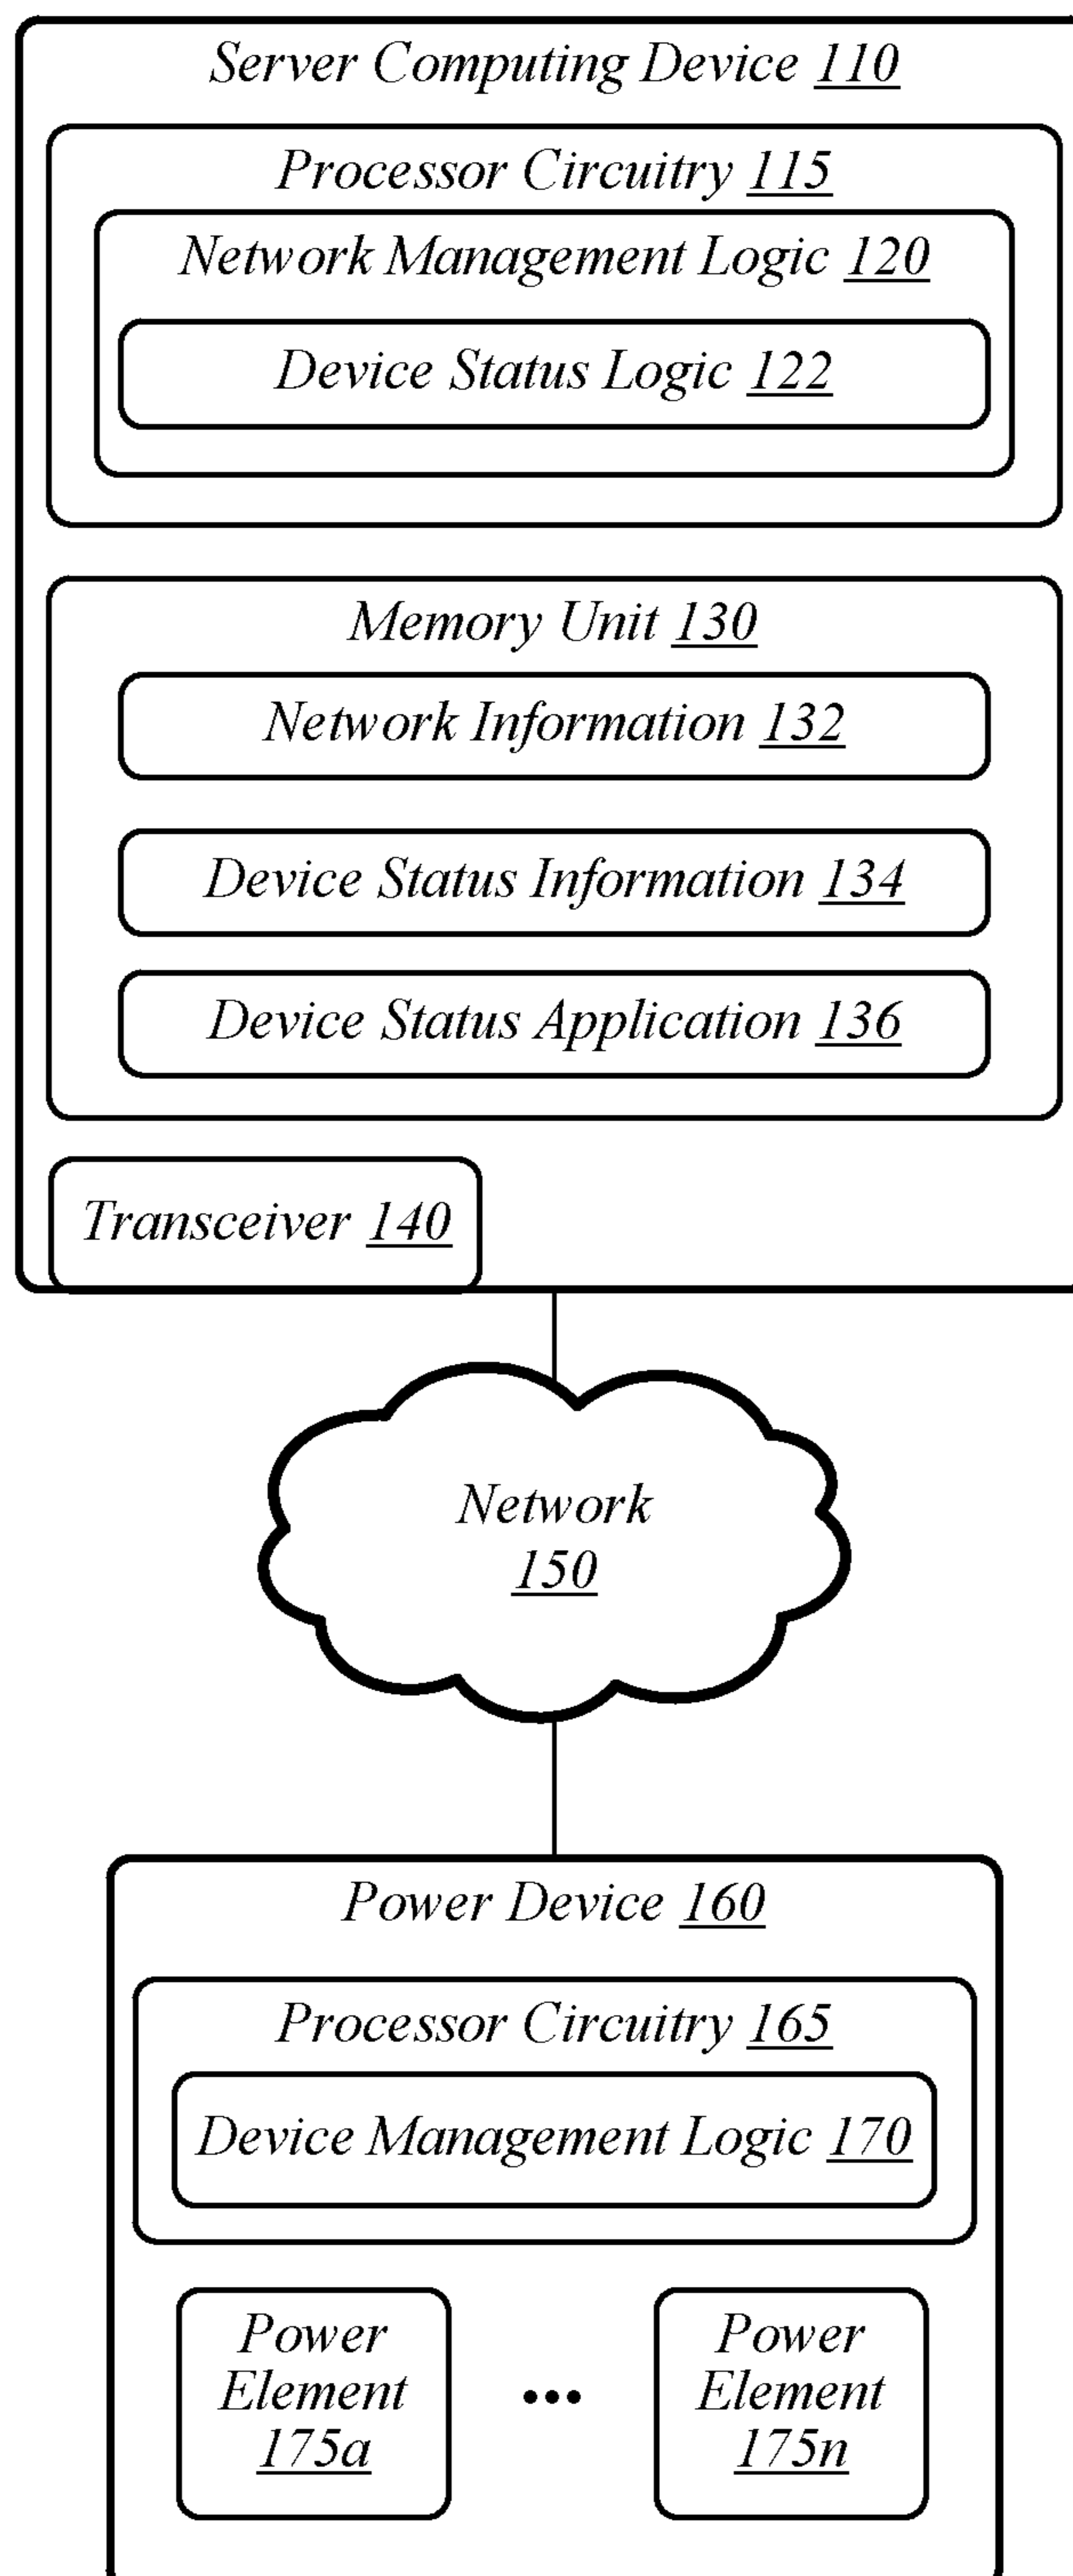 Server Computing Device 110
Processor Circuitry 115
Network Management Logic 120
Device Status Logic 122
Memory Unit 130
Network Information 132
Device Status Information 134
Device Status Application 136
Transceiver 140
Network
150
Power Device 160
Processor Circuitry 165
Device Management Logic 170
Power
Element
175a
•••
Power
Element
175n